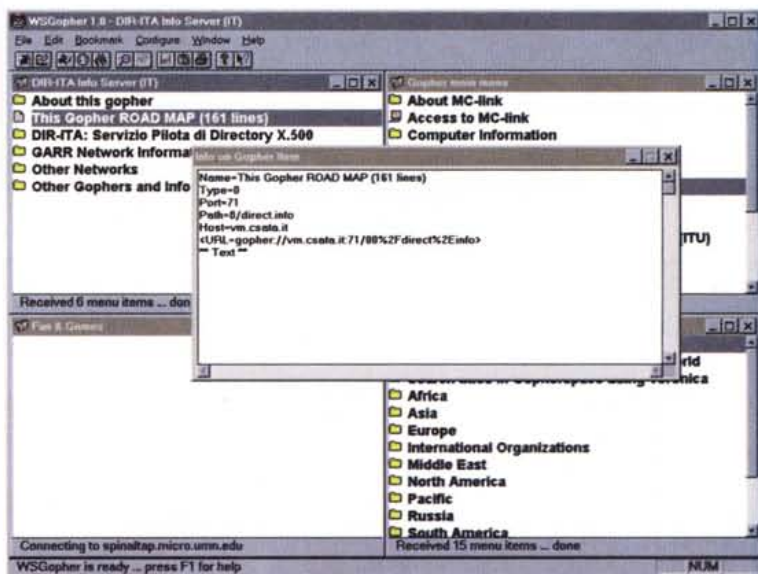 WSGopher 1.0 - DIR-ITA Info Server (IT)
File Edit Bookmark Configure Window Help
DIR-ITA Info Server (IT)
About this gopher
This Gopher ROAD MAP (161 lines)
DIR-ITA: Servizio Pilota di Directory X.500
GARR Network Informa
Other Networks
Other Gophers and Info
Received 6 menu items ... don
Gopher main menu
About MC-link
Access to MC-link
Computer Information
(ITU)
Info on Gopher Item
Name=This Gopher ROAD MAP (161 lines)
Type=0
Port=71
Path=0/direct.info
Host=vm.csata.it
<URL=gopher://vm.csata.it:71/00%2Fdirect%2Einfo>
** Text **
Fun & Games
Connecting to spinaltap.micro.umn.edu
rld
Veronica
Africa
Asia
Europe
International Organizations
Middle East
North America
Pacific
Russia
South America
Received 15 menu items ... done
WSGopher is ready ... press F1 for help
NUM